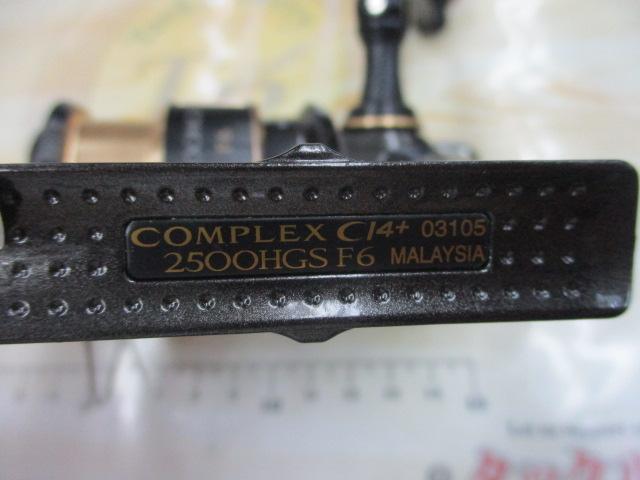 COMPLEX CI4+ 03105
2500HGS F6 MALAYSIA